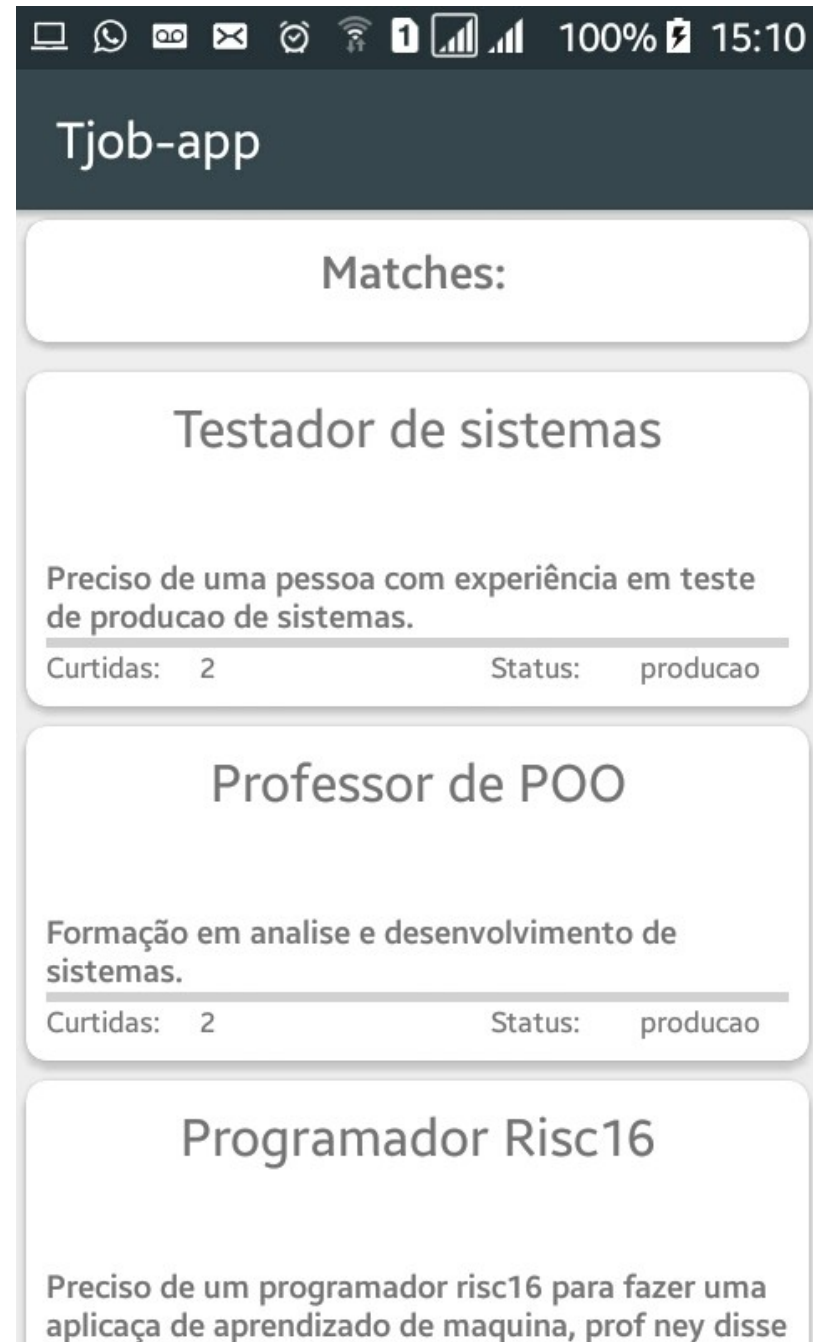 1 100% 15:10
Tjob-app
Matches:
Testador de sistemas
Preciso de uma pessoa com experiência em teste
de producao de sistemas.
Curtidas: 2 Status: producao
Professor de POO
Formação em analise e desenvolvimento de
sistemas.
Curtidas: 2 Status: producao
Programador Risc16
Preciso de um programador risc16 para fazer uma
aplicaça de aprendizado de maquina, prof ney disse